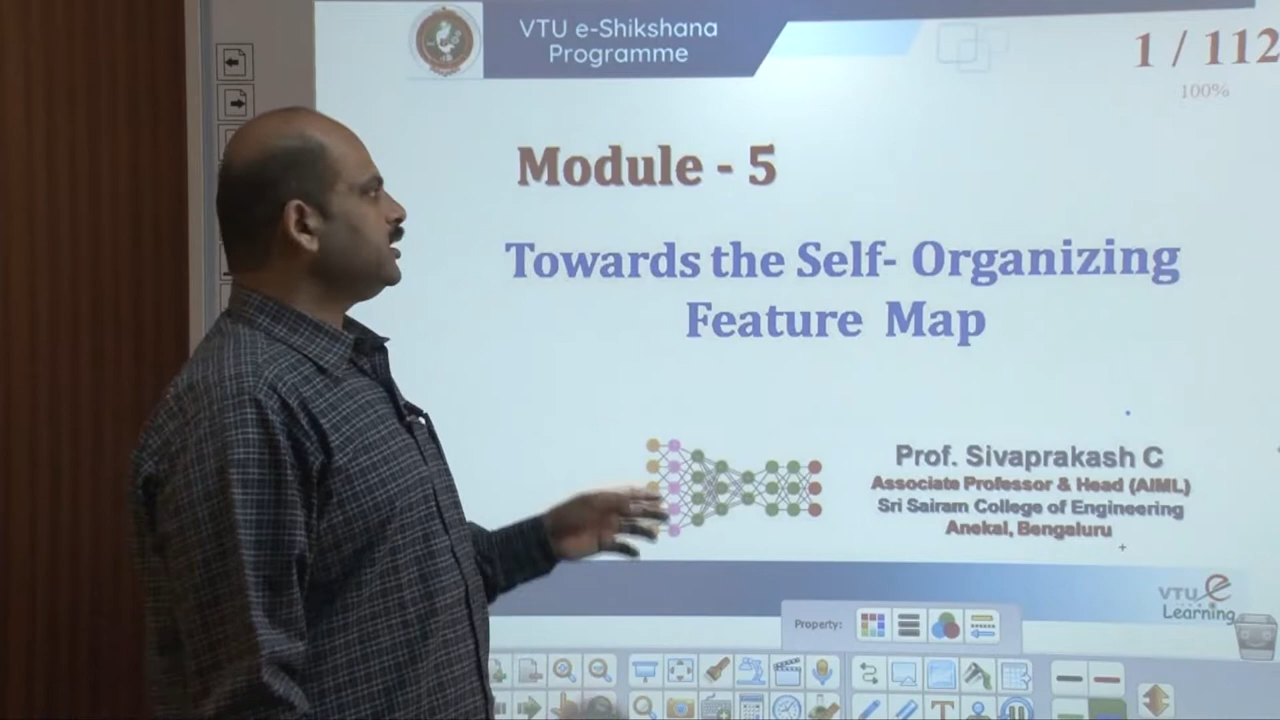 VTU e-Shikshana
Programme
1 / 112
100%
Module - 5
Towards the Self- Organizing
Feature Map
Prof. Sivaprakash C
Associate Professor & Head (AIML)
Sri Sairam College of Engineering
Anekal, Bengaluru
VTU e
Learning
Property: